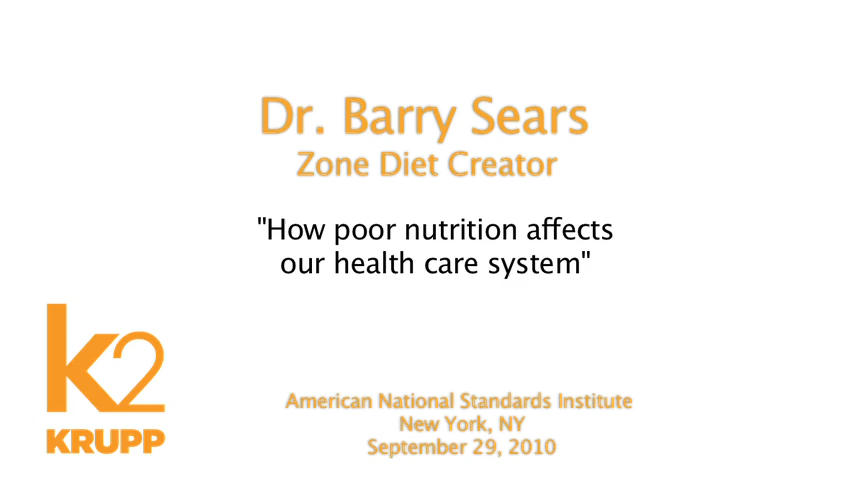 Dr. Barry Sears
Zone Diet Creator
"How poor nutrition affects
our health care system"
k2
KRUPP
American National Standards Institute
New York, NY
September 29, 2010